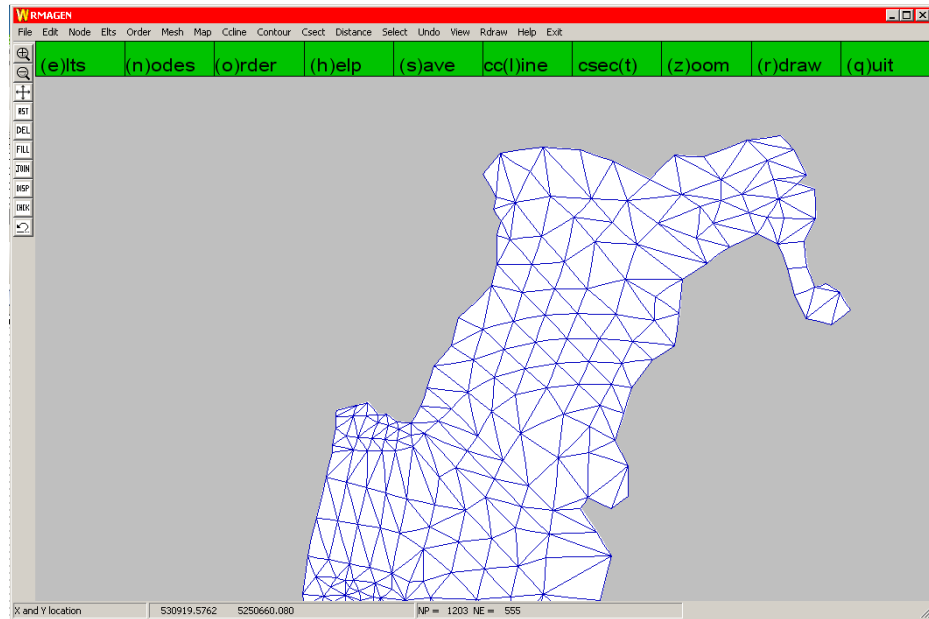 WRMAGEN
File Edit Node Elts Order Mesh Map Ccline Contour Csect Distance Select Undo View Rdraw Help Exit
(e)lts (n)odes (o)rder (h)elp (s)ave cc(l)ine csec(t) (z)oom (r)draw (q)uit
RST
DEL
FILL
JOIN
DISP
CHCK
X and Y location 530919.5762 5250660.080 NP = 1203 NE = 555